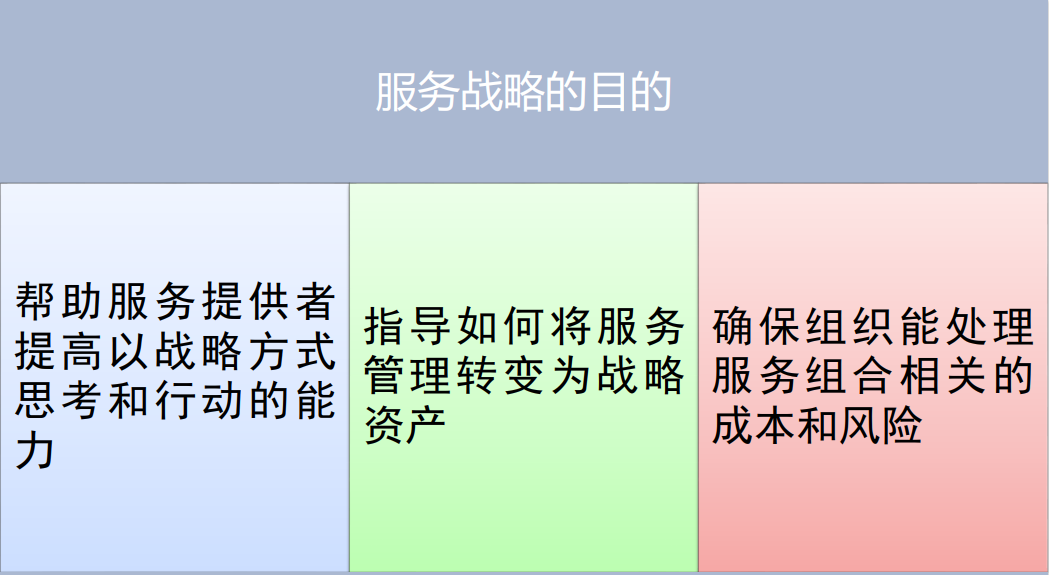 服务战略的目的
帮助服务提供者
提高以战略方式
思考和行动的能
力
指导如何将服务
管理转变为战略
资产
确保组织能处理
服务组合相关的
成本和风险